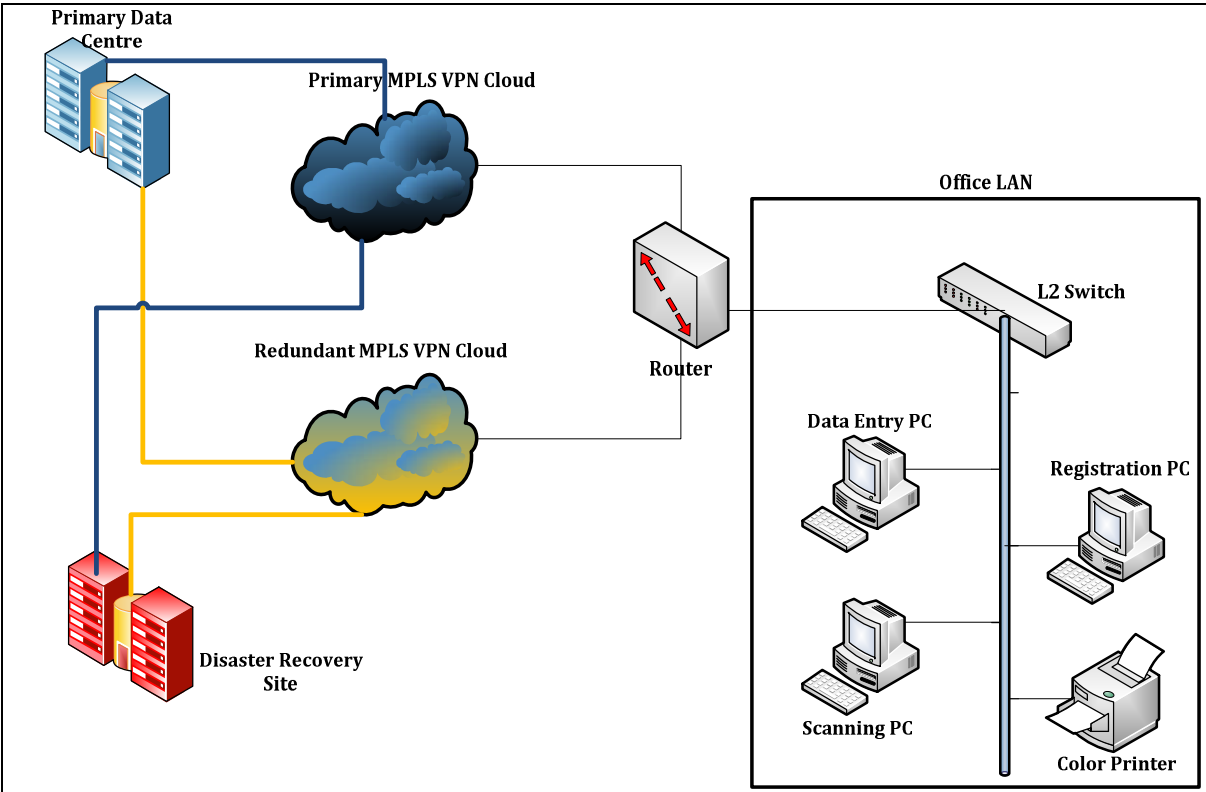 Primary Data
Centre
Primary MPLS VPN Cloud
Office LAN
L2 Switch
Redundant MPLS VPN Cloud
Router
Data Entry PC
Registration PC
Disaster Recovery
Site
Scanning PC
Color Printer